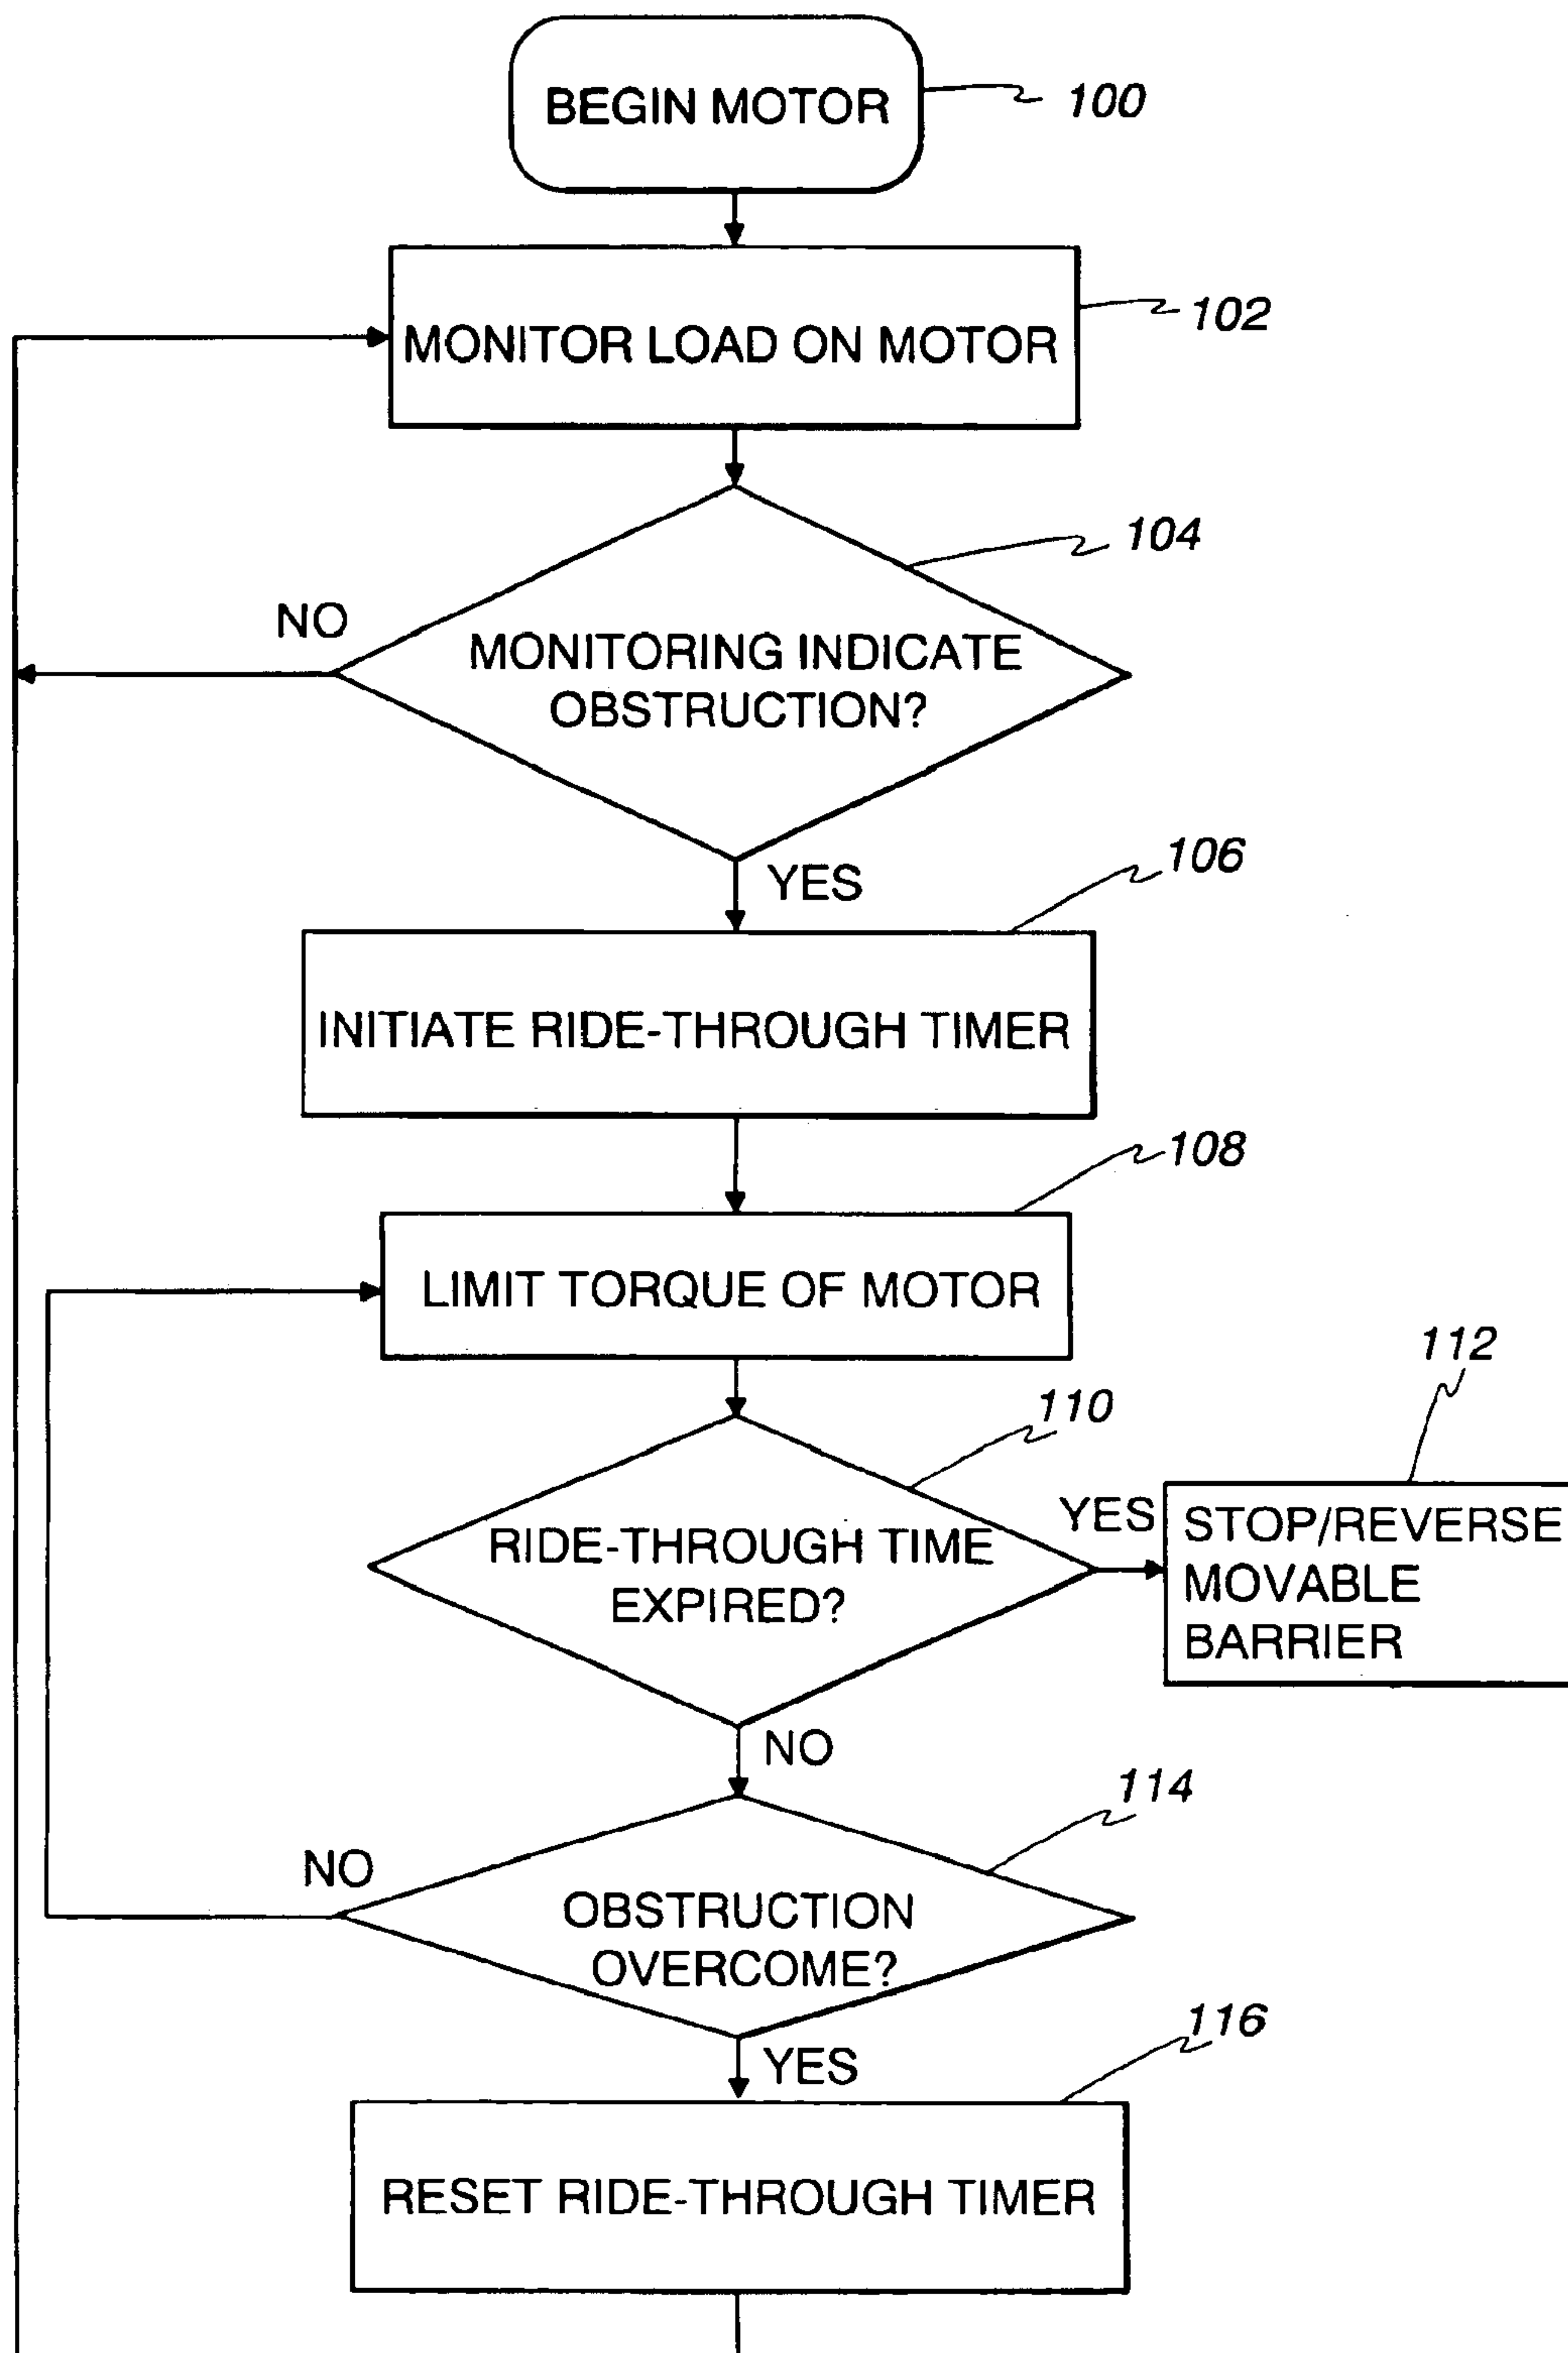 BEGIN MOTOR
100
MONITOR LOAD ON MOTOR
102
104
NO
MONITORING INDICATE
OBSTRUCTION?
YES
106
INITIATE RIDE-THROUGH TIMER
108
LIMIT TORQUE OF MOTOR
112
110
YES
STOP/REVERSE
MOVABLE
BARRIER
RIDE-THROUGH TIME
EXPIRED?
NO
114
NO
OBSTRUCTION
OVERCOME?
116
YES
RESET RIDE-THROUGH TIMER